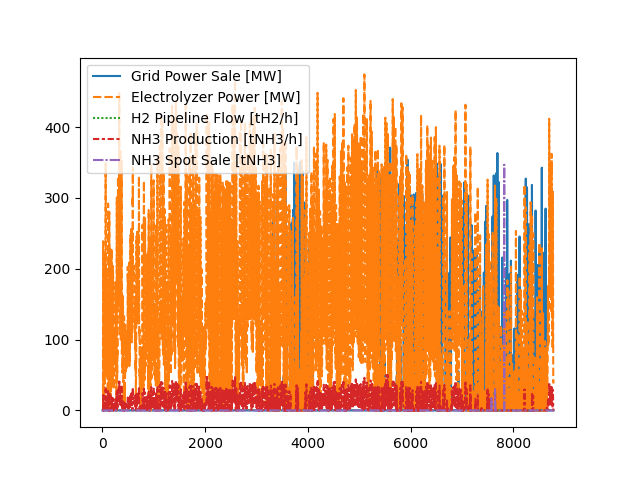 Grid Power Sale [MW]
Electrolyzer Power [MW]
H2 Pipeline Flow [tH2/h]
NH3 Production [tNH3/h]
NH3 Spot Sale [tNH3]
400
300
200
100
0
0 2000 4000 6000 8000